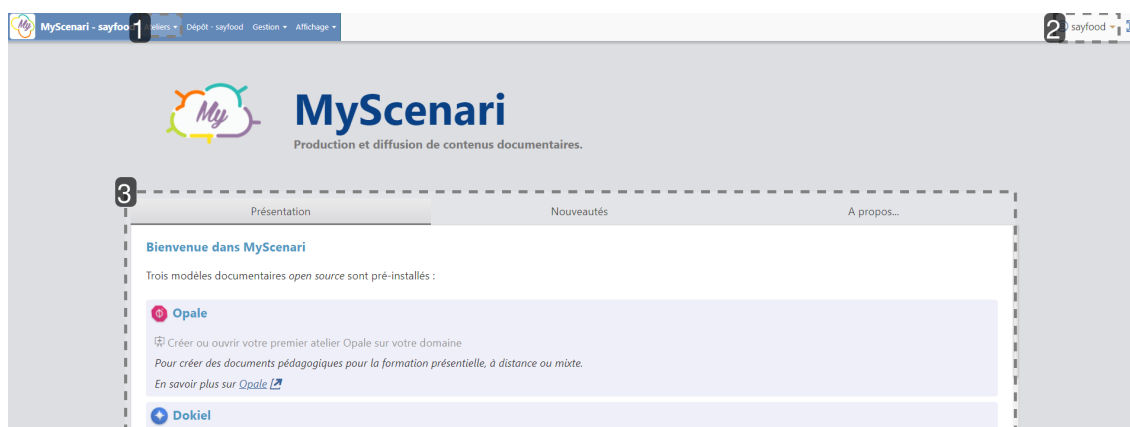 My MyScenari - sayfood 1 Ateliers Dépôt - sayfood Gestion Affichage 2 sayfood
My
MyScenari
Production et diffusion de contenus documentaires.
3
Présentation Nouveautés A propos...
Bienvenue dans MyScenari
Trois modèles documentaires open source sont pré-installés :
Opale
Créer ou ouvrir votre premier atelier Opale sur votre domaine
Pour créer des documents pédagogiques pour la formation présentielle, à distance ou mixte.
En savoir plus sur Opale
Dokiel